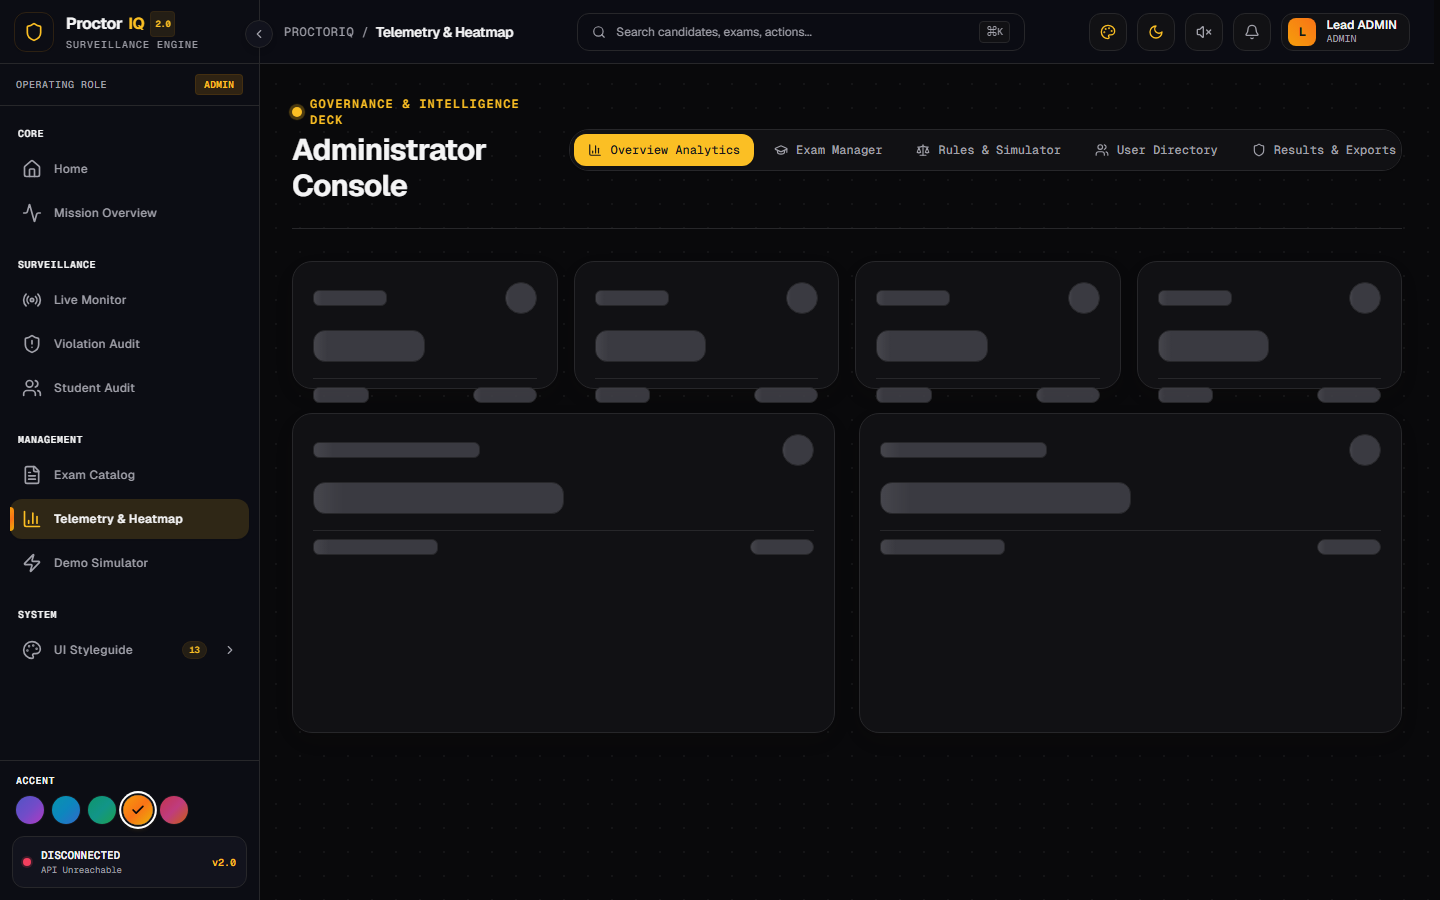 Proctor IQ 2.0
SURVEILLANCE ENGINE
OPERATING ROLE ADMIN
CORE
Home
Mission Overview
SURVEILLANCE
Live Monitor
Violation Audit
Student Audit
MANAGEMENT
Exam Catalog
Telemetry & Heatmap
Demo Simulator
SYSTEM
UI Styleguide 13
ACCENT
DISCONNECTED
API Unreachable
v2.0
PROCTORIQ / Telemetry & Heatmap
Search candidates, exams, actions... ⌘K
L
Lead ADMIN
ADMIN
GOVERNANCE & INTELLIGENCE
DECK
Administrator
Console
Overview Analytics Exam Manager Rules & Simulator User Directory Results & Exports